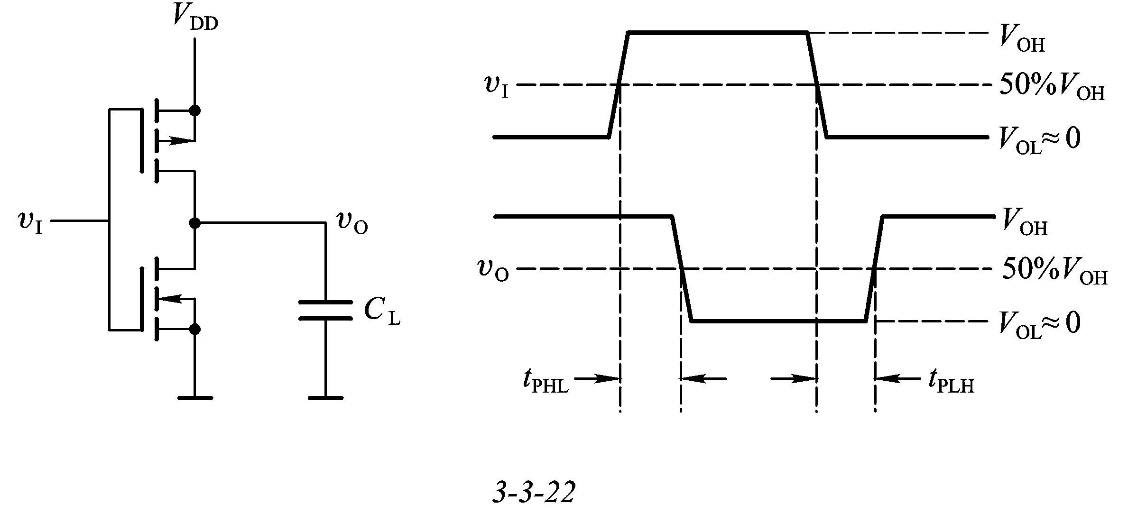 V_DD
v_I
v_O
C_L
V_OH
v_I
50%V_OH
V_OL≈0
V_OH
v_O
50%V_OH
V_OL≈0
t_PHL
t_PLH
3-3-22